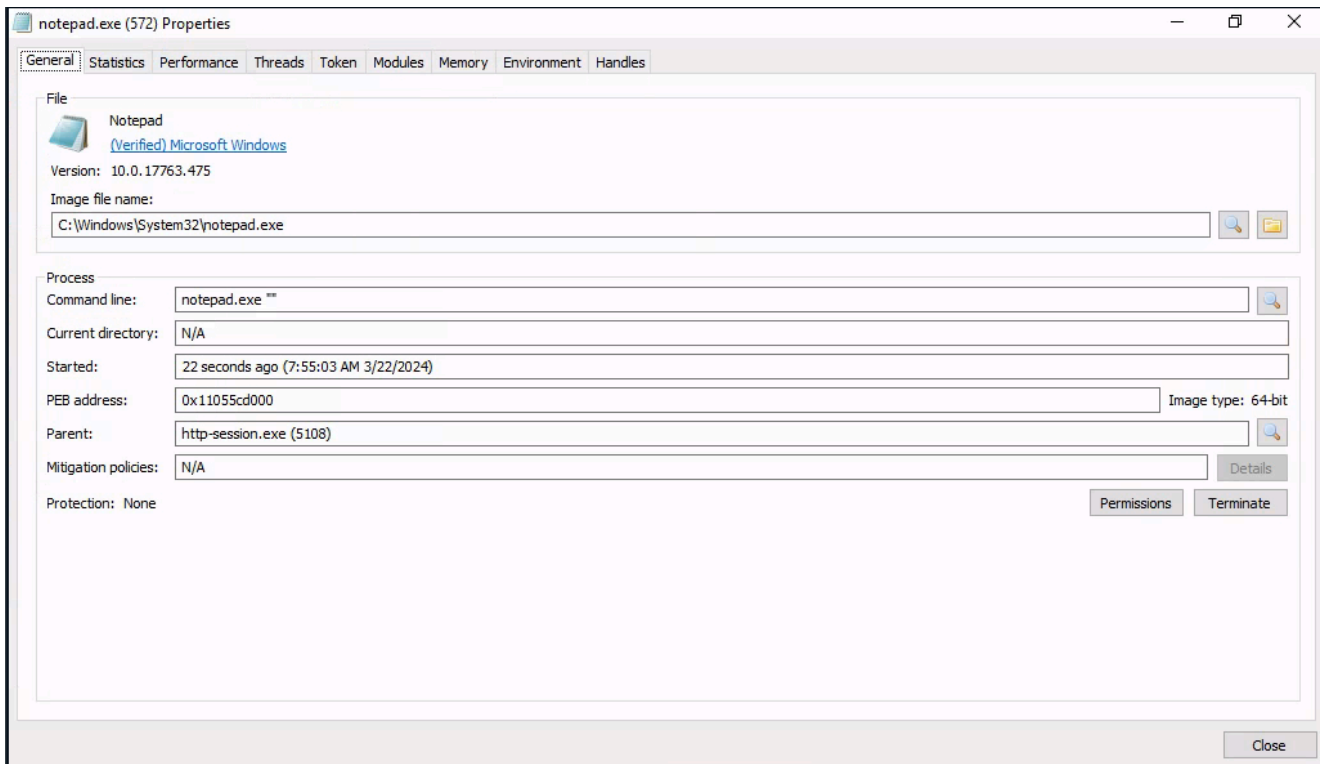 notepad.exe (572) Properties
General Statistics Performance Threads Token Modules Memory Environment Handles
File
Notepad
(Verified) Microsoft Windows
Version: 10.0.17763.475
Image file name:
C:\Windows\System32\notepad.exe
Process
Command line: notepad.exe ""
Current directory: N/A
Started: 22 seconds ago (7:55:03 AM 3/22/2024)
PEB address: 0x11055cd000 Image type: 64-bit
Parent: http-session.exe (5108)
Mitigation policies: N/A Details
Protection: None Permissions Terminate
Close